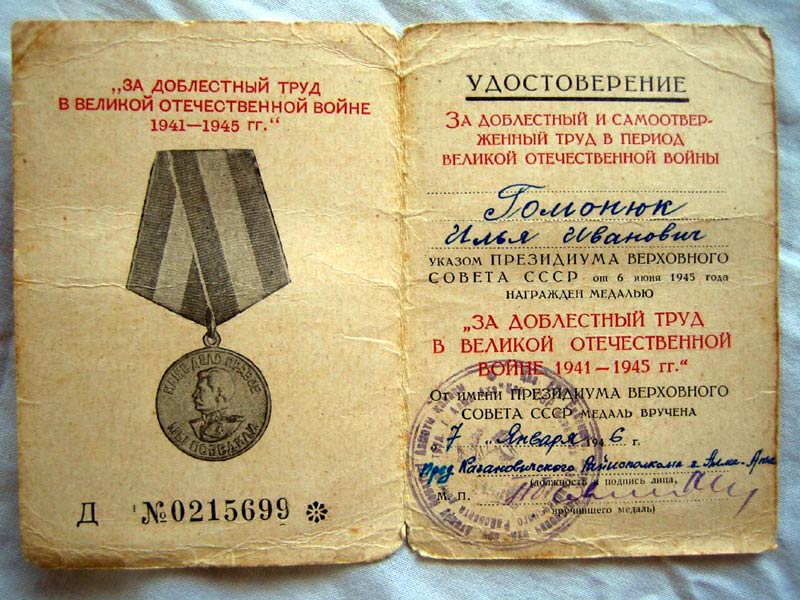 „ЗА ДОБЛЕСТНЫЙ ТРУД
В ВЕЛИКОЙ ОТЕЧЕСТВЕННОЙ ВОЙНЕ
1941—1945 гг.“
НАШЕ ДЕЛО ПРАВОЕ
МЫ ПОБЕДИЛИ
Д № 0215699
УДОСТОВЕРЕНИЕ
ЗА ДОБЛЕСТНЫЙ И САМООТВЕР-
ЖЕННЫЙ ТРУД В ПЕРИОД
ВЕЛИКОЙ ОТЕЧЕСТВЕННОЙ ВОЙНЫ
Гомонюк
Илья Иванович
УКАЗОМ ПРЕЗИДИУМА ВЕРХОВНОГО
СОВЕТА СССР от 6 июня 1945 года
НАГРАЖДЕН МЕДАЛЬЮ
„ЗА ДОБЛЕСТНЫЙ ТРУД
В ВЕЛИКОЙ ОТЕЧЕСТВЕННОЙ
ВОЙНЕ 1941—1945 гг.“
От имени ПРЕЗИДИУМА ВЕРХОВНОГО
СОВЕТА СССР МЕДАЛЬ ВРУЧЕНА
„7“ Января 1946 г.
Пред Кагановичского Райисполкома г. Алма-Ата
(должность и подпись лица,
М. П.
вручившего медаль)